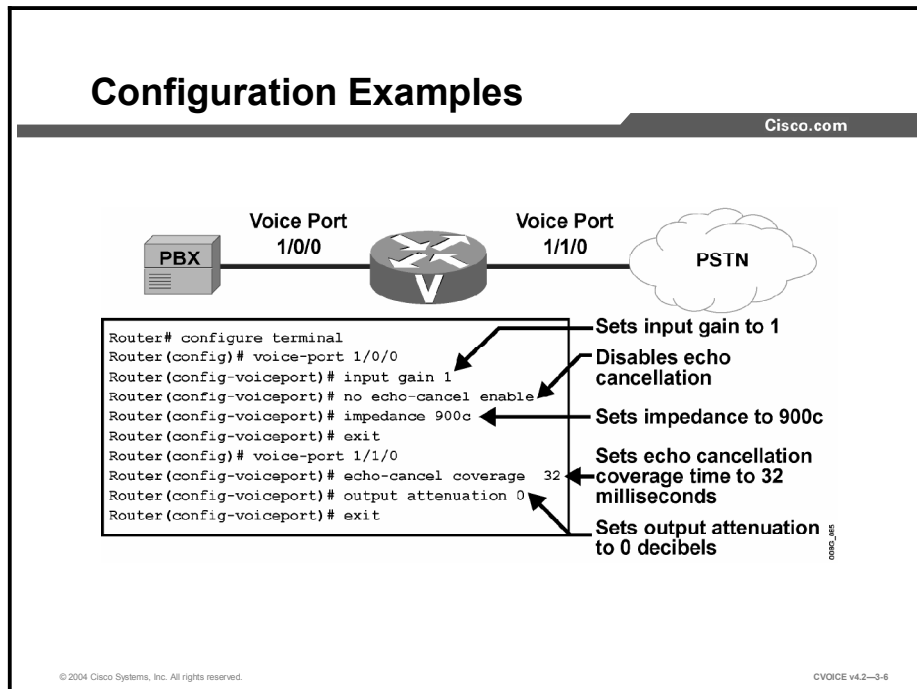 Configuration Examples
Cisco.com
Voice Port
1/0/0
Voice Port
1/1/0
PBX
V
PSTN
Router# configure terminal
Router(config)# voice-port 1/0/0
Router(config-voiceport)# input gain 1
Router(config-voiceport)# no echo-cancel enable
Router(config-voiceport)# impedance 900c
Router(config-voiceport)# exit
Router(config)# voice-port 1/1/0
Router(config-voiceport)# echo-cancel coverage 32
Router(config-voiceport)# output attenuation 0
Router(config-voiceport)# exit
Sets input gain to 1
Disables echo
cancellation
Sets impedance to 900c
Sets echo cancellation
coverage time to 32
milliseconds
Sets output attenuation
to 0 decibels
© 2004 Cisco Systems, Inc. All rights reserved.
CVOICE v4.2—3-6